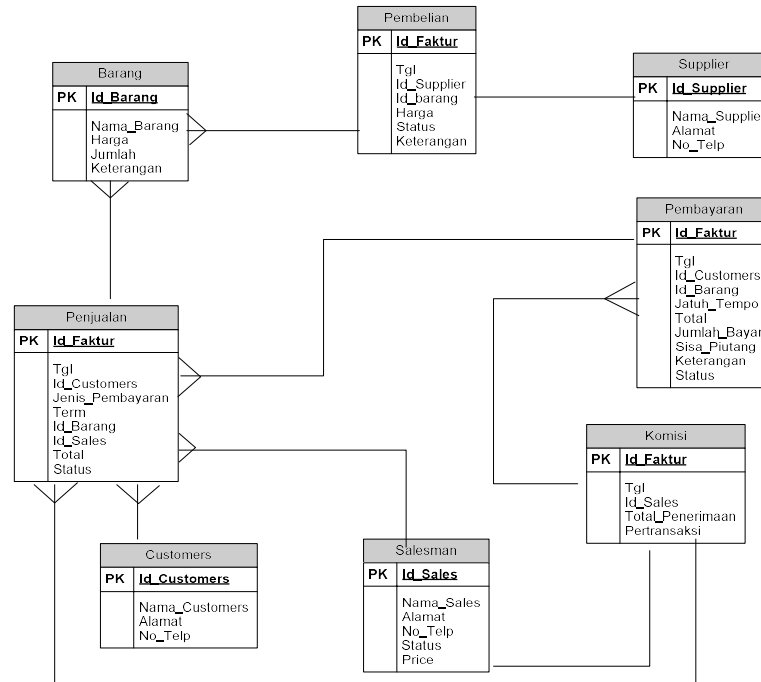 Pembelian
PK Id_Faktur
Tgl
Id_Supplier
Id_barang
Harga
Status
Keterangan
Barang
PK Id_Barang
Nama_Barang
Harga
Jumlah
Keterangan
Supplier
PK Id_Supplier
Nama_Supplie
Alamat
No_Telp
Pembayaran
PK Id_Faktur
Tgl
Id_Customers
Id_Barang
Jatuh_Tempo
Total
Jumlah_Bayar
Sisa_Piutang
Keterangan
Status
Penjualan
PK Id_Faktur
Tgl
Id_Customers
Jenis_Pembayaran
Term
Id_Barang
Id_Sales
Total
Status
Komisi
PK Id_Faktur
Tgl
Id_Sales
Total_Penerimaan
Pertransaksi
Customers
PK Id_Customers
Nama_Customers
Alamat
No_Telp
Salesman
PK Id_Sales
Nama_Sales
Alamat
No_Telp
Status
Price